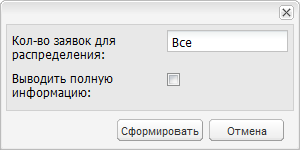 Кол-во заявок для
распределения:
Все
Выводить полную
информацию:
Сформировать
Отмена